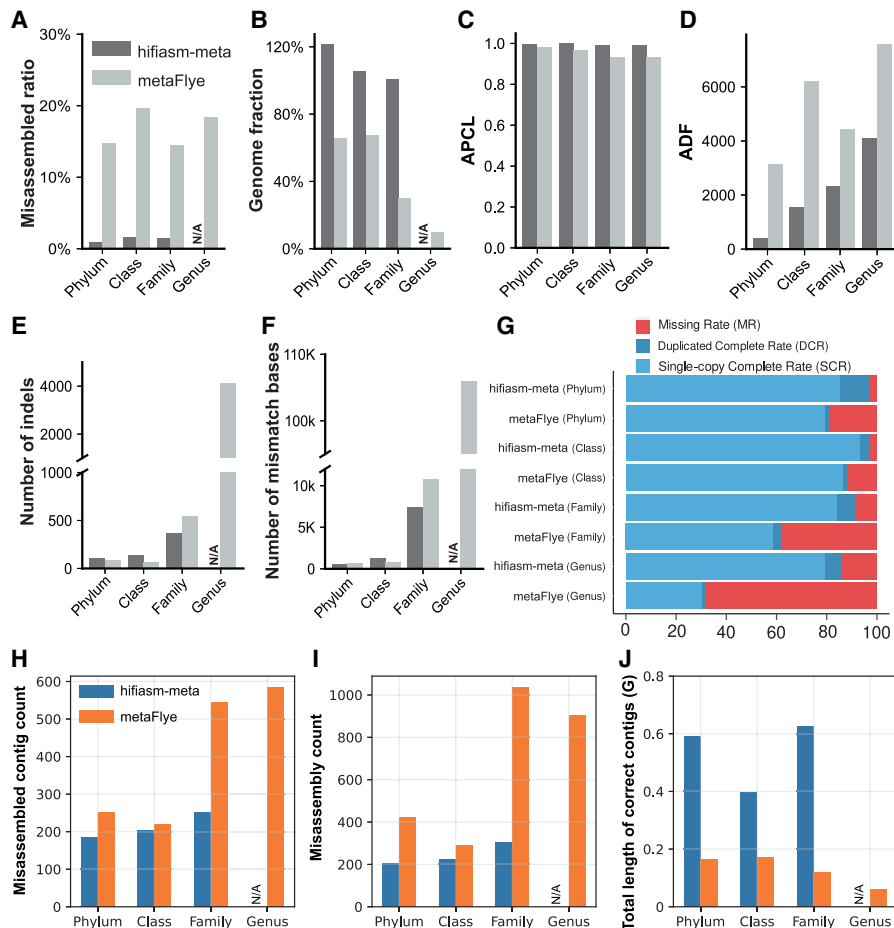 A
Misassembled ratio
30%
20%
10%
0%
hifiasm-meta
metaFlye
N/A
Phylum
Class
Family
Genus
B
Genome fraction
120%
80%
40%
0%
N/A
Phylum
Class
Family
Genus
C
APCL
1.0
0.8
0.6
0.4
0.2
0.0
Phylum
Class
Family
Genus
D
ADF
6000
4000
2000
0
Phylum
Class
Family
Genus
E
Number of indels
4000
2000
1000
500
0
N/A
Phylum
Class
Family
Genus
F
Number of mismatch bases
110K
100k
10k
5K
0
N/A
Phylum
Class
Family
Genus
G
Missing Rate (MR)
Duplicated Complete Rate (DCR)
Single-copy Complete Rate (SCR)
hifiasm-meta (Phylum)
metaFlye (Phylum)
hifiasm-meta (Class)
metaFlye (Class)
hifiasm-meta (Family)
metaFlye (Family)
hifiasm-meta (Genus)
metaFlye (Genus)
0 20 40 60 80 100
H
Misassembled contig count
600
500
400
300
200
100
0
hifiasm-meta
metaFlye
N/A
Phylum Class Family Genus
I
Misassembly count
1000
800
600
400
200
0
N/A
Phylum Class Family Genus
J
Total length of correct contigs (G)
0.8
0.6
0.4
0.2
0
N/A
Phylum Class Family Genus